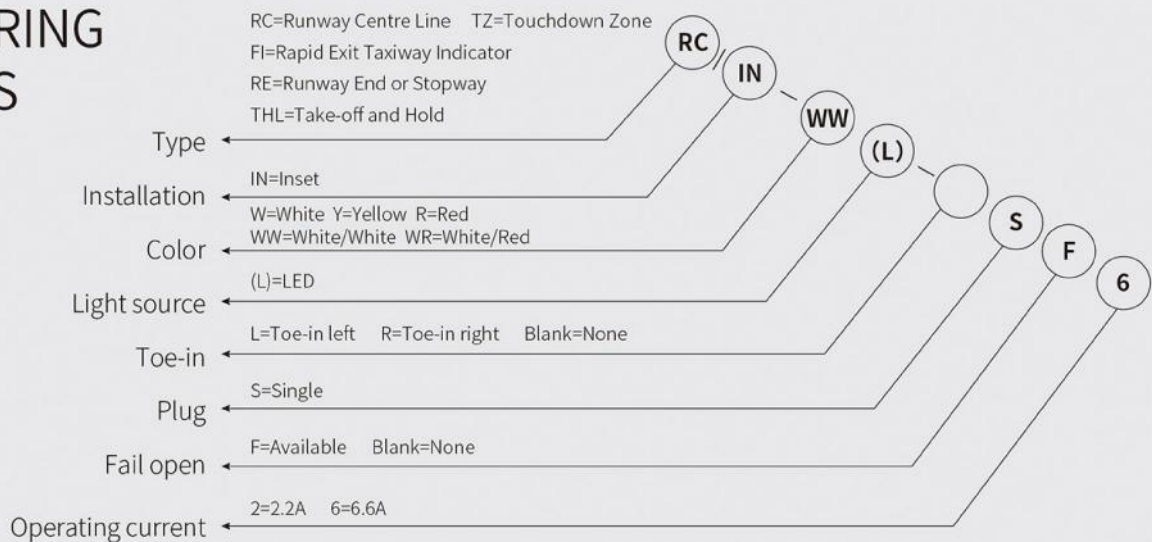 RING
S
RC=Runway Centre Line TZ=Touchdown Zone
FI=Rapid Exit Taxiway Indicator
RE=Runway End or Stopway
THL=Take-off and Hold
Type
IN=Inset
Installation
W=White Y=Yellow R=Red
WW=White/White WR=White/Red
Color
(L)=LED
Light source
L=Toe-in left R=Toe-in right Blank=None
Toe-in
S=Single
Plug
F=Available Blank=None
Fail open
2=2.2A 6=6.6A
Operating current
RC / IN - WW (L) - S F 6